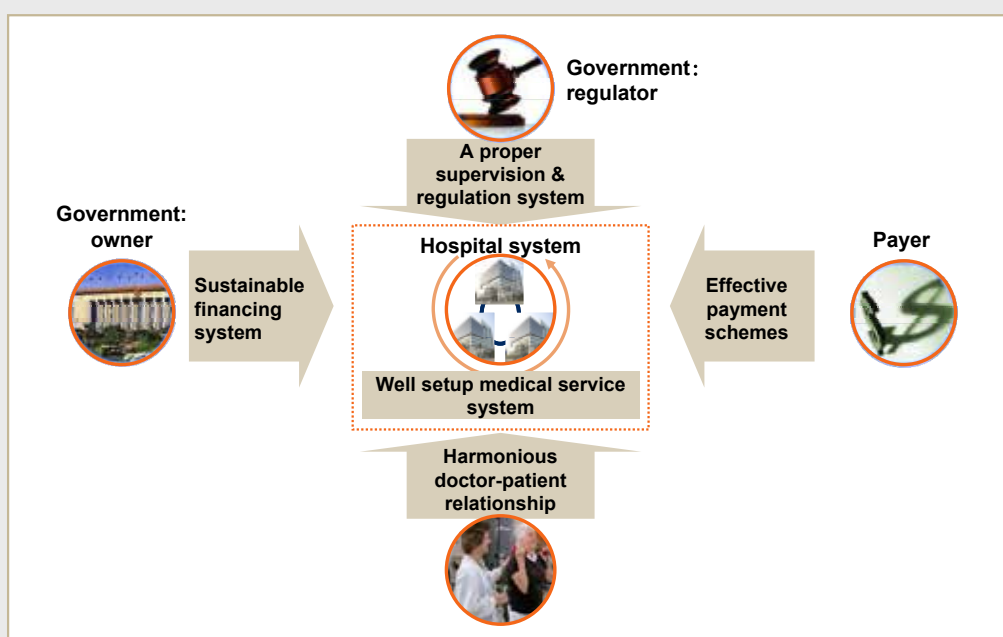 Government:
regulator
A proper
supervision &
regulation system
Government:
owner
Sustainable
financing
system
Hospital system
Well setup medical service
system
Payer
Effective
payment
schemes
Harmonious
doctor-patient
relationship